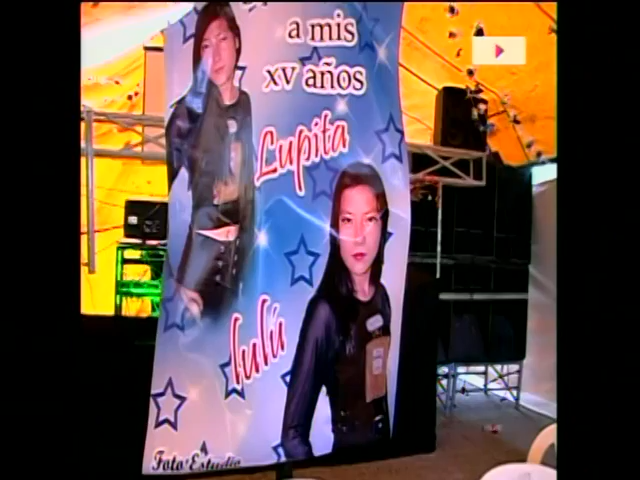 a mis
xv años
Lupita
lulú
Foto Estudio